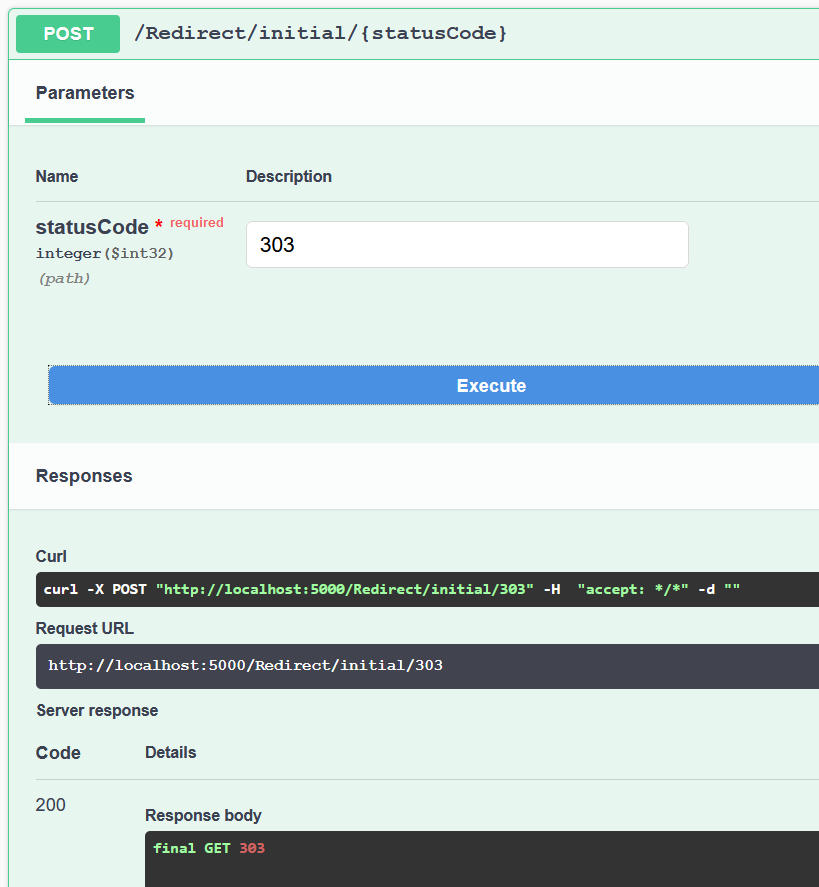 POST /Redirect/initial/{statusCode}
Parameters
Name Description
statusCode * required
303
integer($int32)
(path)
Execute
Responses
Curl
curl -X POST "http://localhost:5000/Redirect/initial/303" -H  "accept: */*" -d ""
Request URL
http://localhost:5000/Redirect/initial/303
Server response
Code Details
200
Response body
final GET 303